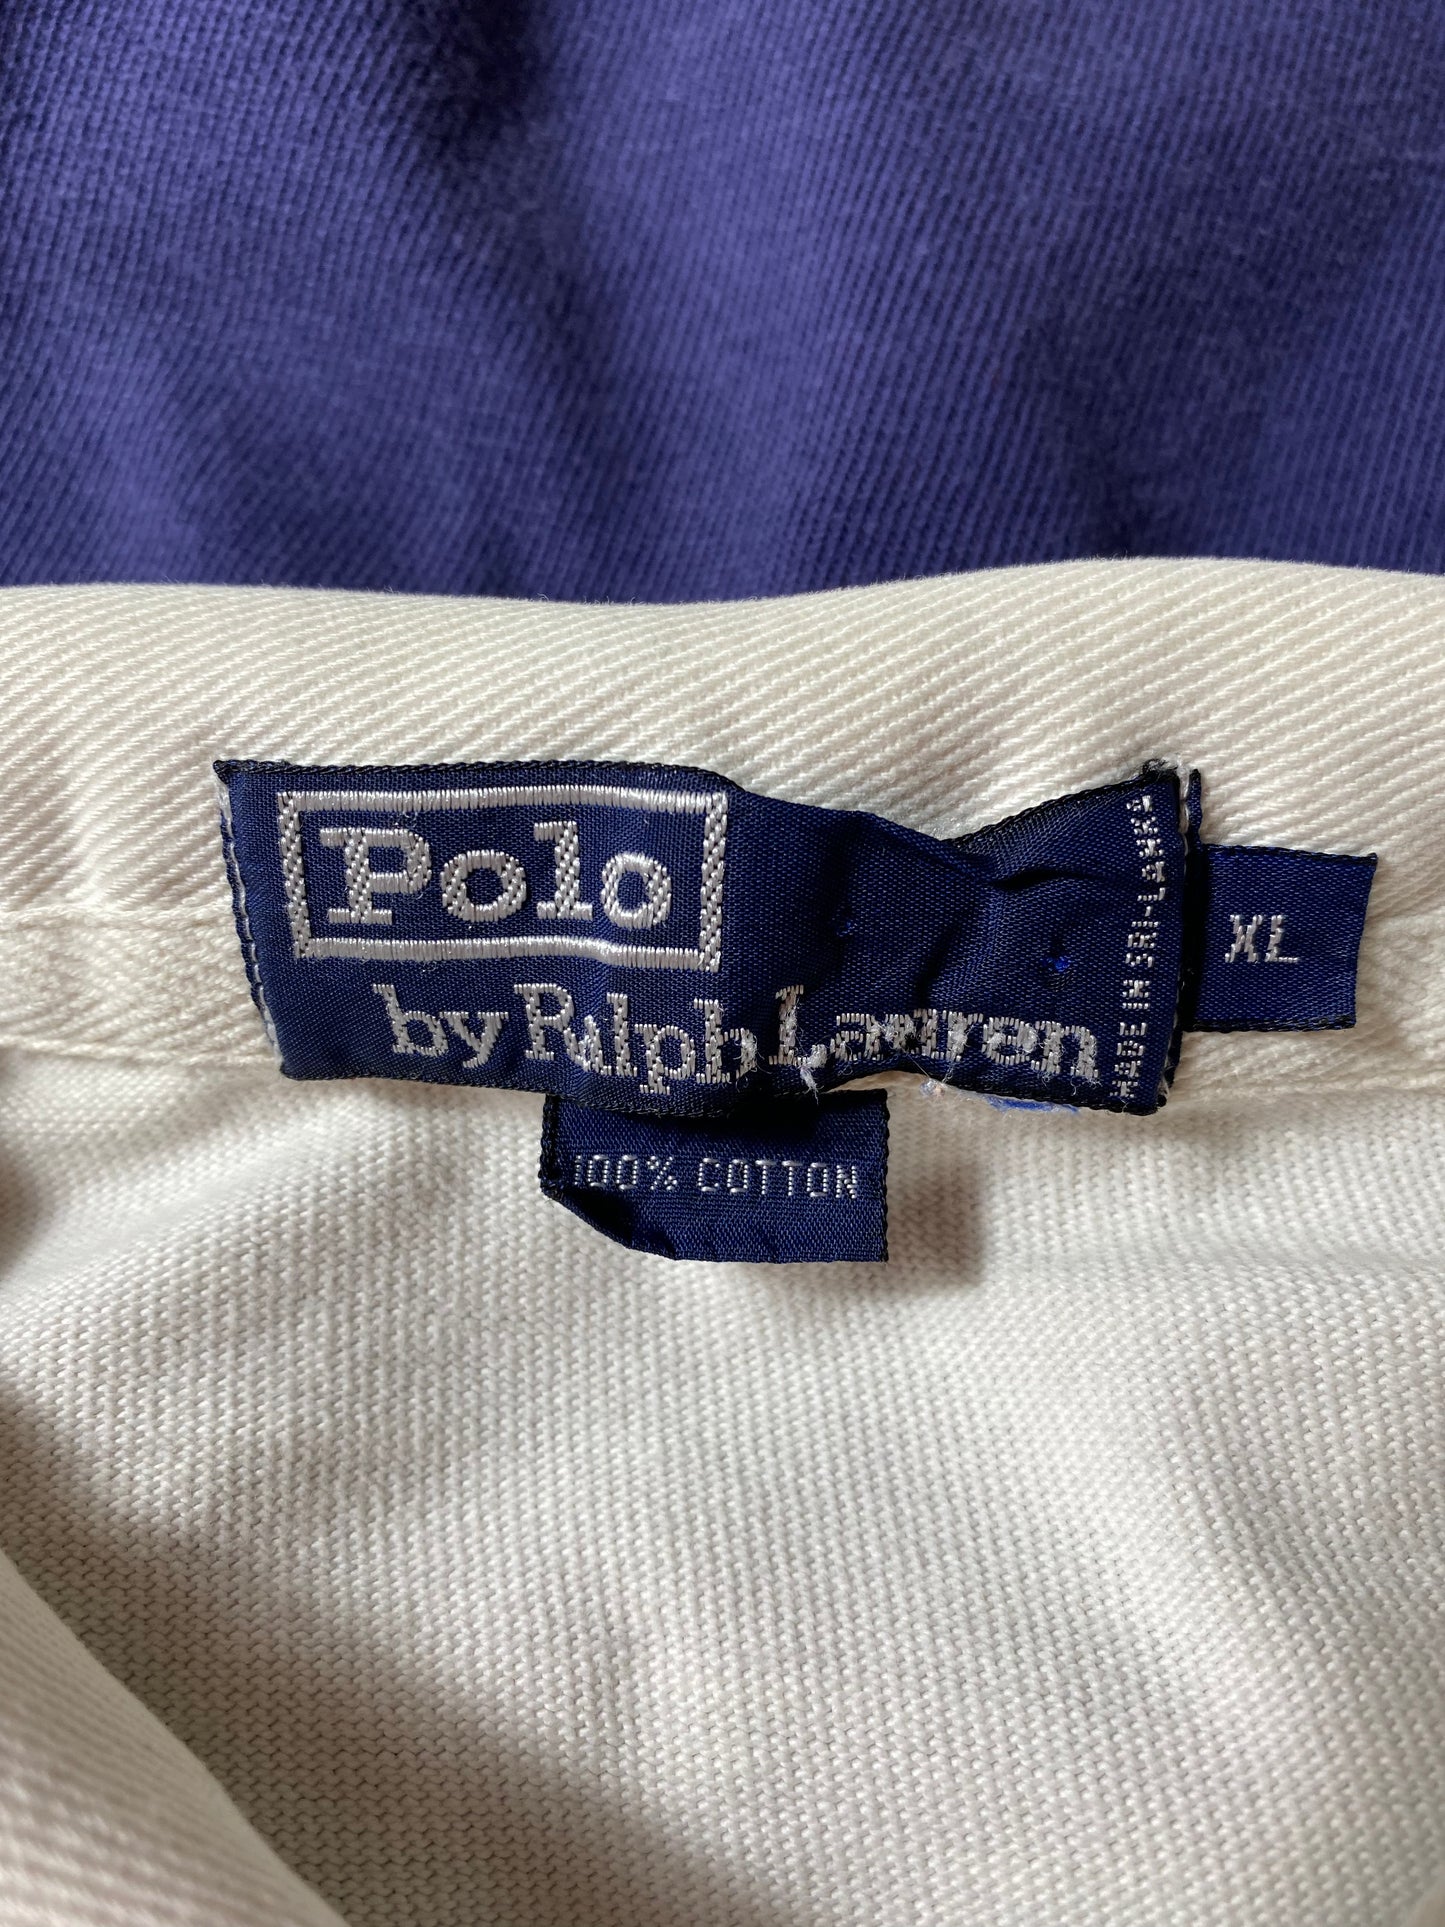 Polo
by Ralph Lauren
MADE IN SRI-LANKA
XL
100% COTTON